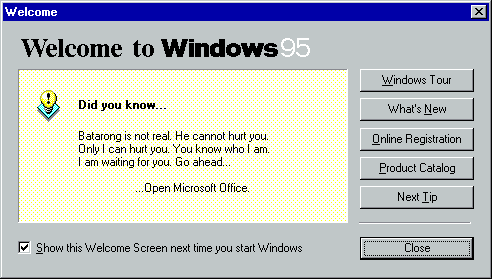 Welcome
Welcome to Windows95
Did you know...
Batarong is not real. He cannot hurt you.
Only I can hurt you. You know who I am.
I am waiting for you. Go ahead...
...Open Microsoft Office.
Windows Tour
What's New
Online Registration
Product Catalog
Next Tip
Show this Welcome Screen next time you start Windows
Close